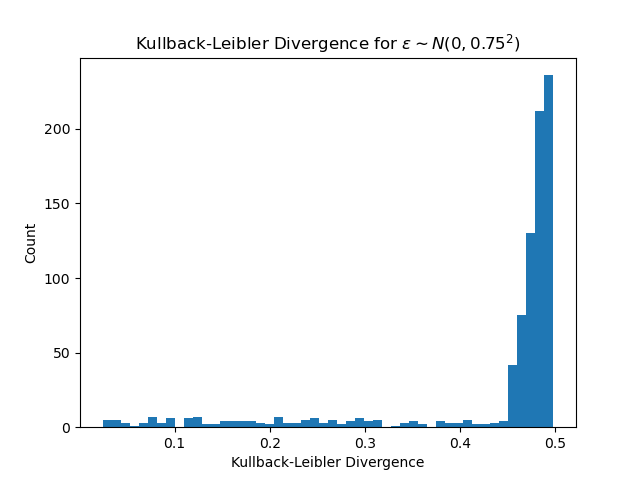 Kullback-Leibler Divergence for ε ~ N(0, 0.75²)
200
150
100
50
0
Count
0.1 0.2 0.3 0.4 0.5
Kullback-Leibler Divergence